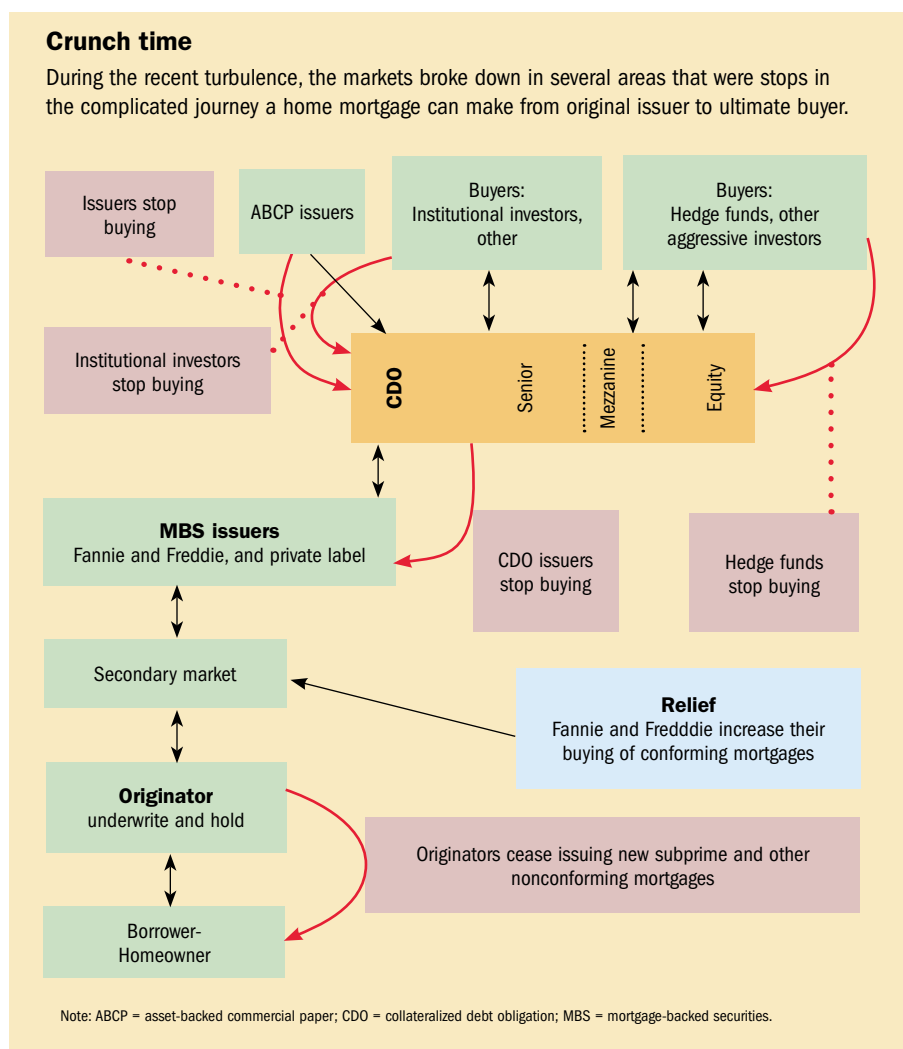 Crunch time
During the recent turbulence, the markets broke down in several areas that were stops in
the complicated journey a home mortgage can make from original issuer to ultimate buyer.
Issuers stop
buying
ABCP issuers
Buyers:
Institutional investors,
other
Buyers:
Hedge funds, other
aggressive investors
Institutional investors
stop buying
CDO
Senior
Mezzanine
Equity
MBS issuers
Fannie and Freddie, and private label
CDO issuers
stop buying
Hedge funds
stop buying
Secondary market
Relief
Fannie and Fredddie increase their
buying of conforming mortgages
Originator
underwrite and hold
Originators cease issuing new subprime and other
nonconforming mortgages
Borrower-
Homeowner
Note: ABCP = asset-backed commercial paper; CDO = collateralized debt obligation; MBS = mortgage-backed securities.